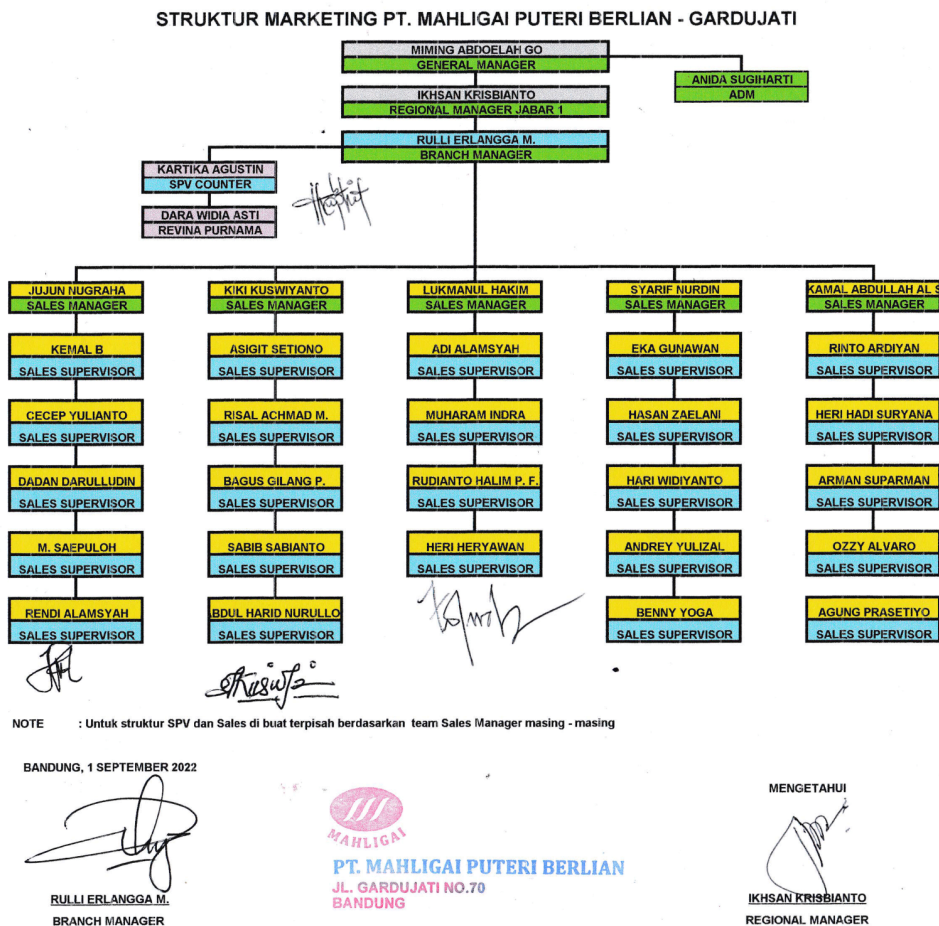 STRUKTUR MARKETING PT. MAHLIGAI PUTERI BERLIAN - GARDUJATI
MIMING ABDOELAH GO
GENERAL MANAGER
ANIDA SUGIHARTI
ADM
IKHSAN KRISBIANTO
REGIONAL MANAGER JABAR 1
RULLI ERLANGGA M.
BRANCH MANAGER
KARTIKA AGUSTIN
SPV COUNTER
DARA WIDIA ASTI
REVINA PURNAMA
JUJUN NUGRAHA
SALES MANAGER
KEMAL B
SALES SUPERVISOR
CECEP YULIANTO
SALES SUPERVISOR
DADAN DARULLUDIN
SALES SUPERVISOR
M. SAEPULOH
SALES SUPERVISOR
RENDI ALAMSYAH
SALES SUPERVISOR
KIKI KUSWIYANTO
SALES MANAGER
ASIGIT SETIONO
SALES SUPERVISOR
RISAL ACHMAD M.
SALES SUPERVISOR
BAGUS GILANG P.
SALES SUPERVISOR
SABIB SABIANTO
SALES SUPERVISOR
ABDUL HARID NURULLO
SALES SUPERVISOR
LUKMANUL HAKIM
SALES MANAGER
ADI ALAMSYAH
SALES SUPERVISOR
MUHARAM INDRA
SALES SUPERVISOR
RUDIANTO HALIM P. F.
SALES SUPERVISOR
HERI HERYAWAN
SALES SUPERVISOR
SYARIF NURDIN
SALES MANAGER
EKA GUNAWAN
SALES SUPERVISOR
HASAN ZAELANI
SALES SUPERVISOR
HARI WIDIYANTO
SALES SUPERVISOR
ANDREY YULIZAL
SALES SUPERVISOR
BENNY YOGA
SALES SUPERVISOR
KAMAL ABDULLAH AL S
SALES MANAGER
RINTO ARDIYAN
SALES SUPERVISOR
HERI HADI SURYANA
SALES SUPERVISOR
ARMAN SUPARMAN
SALES SUPERVISOR
OZZY ALVARO
SALES SUPERVISOR
AGUNG PRASETIYO
SALES SUPERVISOR
NOTE : Untuk struktur SPV dan Sales di buat terpisah berdasarkan team Sales Manager masing - masing
BANDUNG, 1 SEPTEMBER 2022
RULLI ERLANGGA M.
BRANCH MANAGER
MAHLIGAI
PT. MAHLIGAI PUTERI BERLIAN
JL. GARDUJATI NO.70
BANDUNG
MENGETAHUI
IKHSAN KRISBIANTO
REGIONAL MANAGER